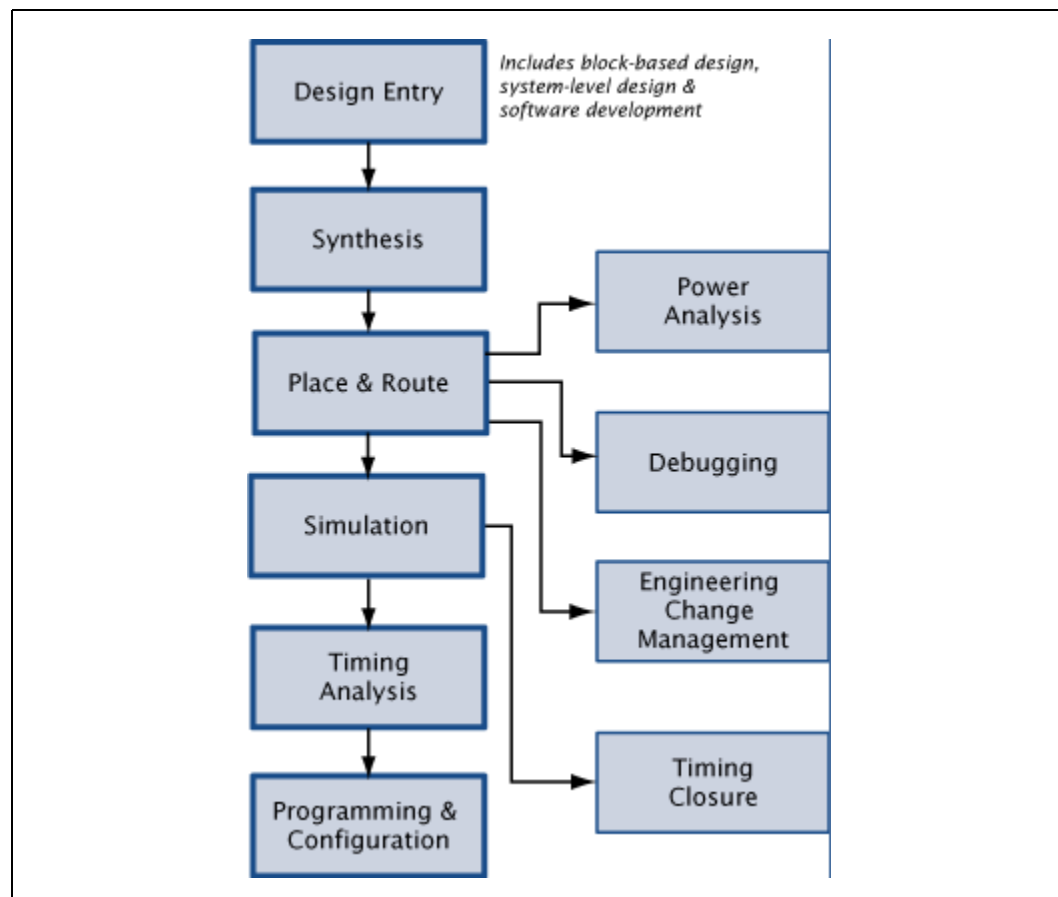 Design Entry
Includes block-based design,
system-level design &
software development
Synthesis
Power
Analysis
Place & Route
Debugging
Simulation
Engineering
Change
Management
Timing
Analysis
Timing
Closure
Programming &
Configuration